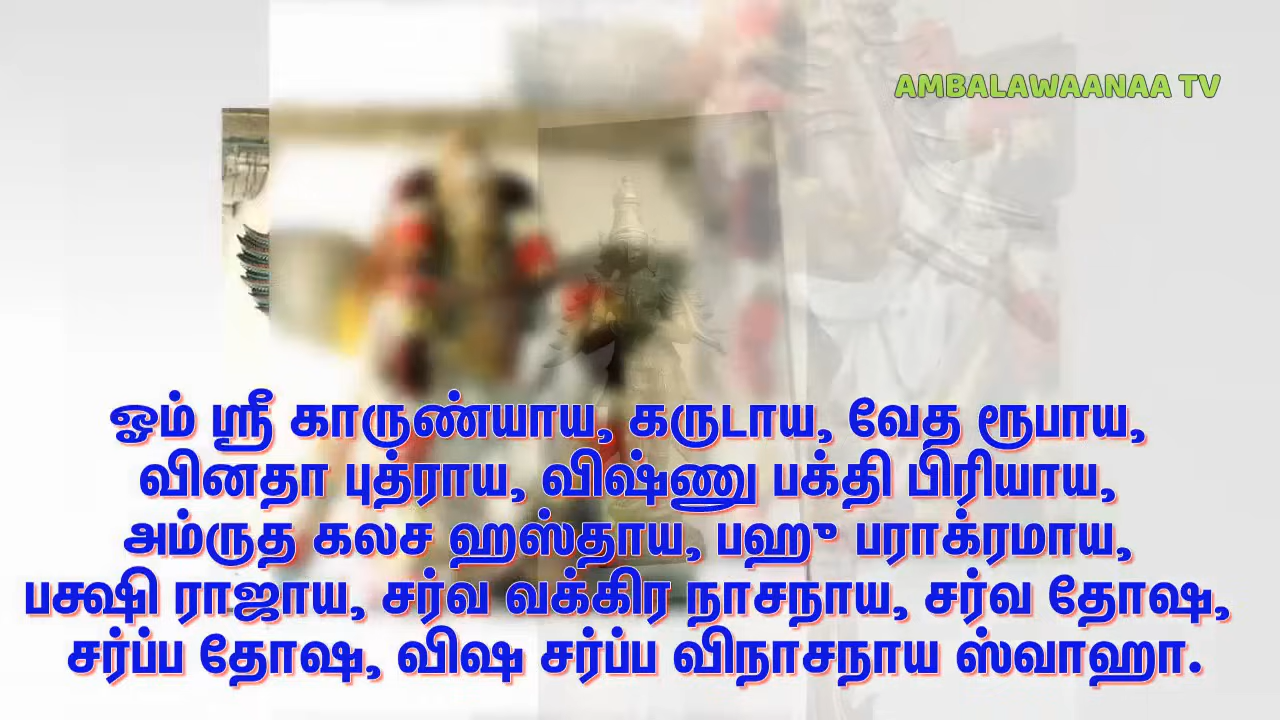 AMBALAWAANAA TV
ஓம் ஸ்ரீ காருண்யாய, கருடாய, வேத ரூபாய,
வினதா புத்ராய, விஷ்ணு பக்தி பிரியாய,
அம்ருத கலச ஹஸ்தாய, பஹு பராக்ரமாய,
பக்ஷி ராஜாய, சர்வ வக்கிர நாசநாய, சர்வ தோஷ,
சர்ப்ப தோஷ, விஷ சர்ப்ப விநாசநாய ஸ்வாஹா.